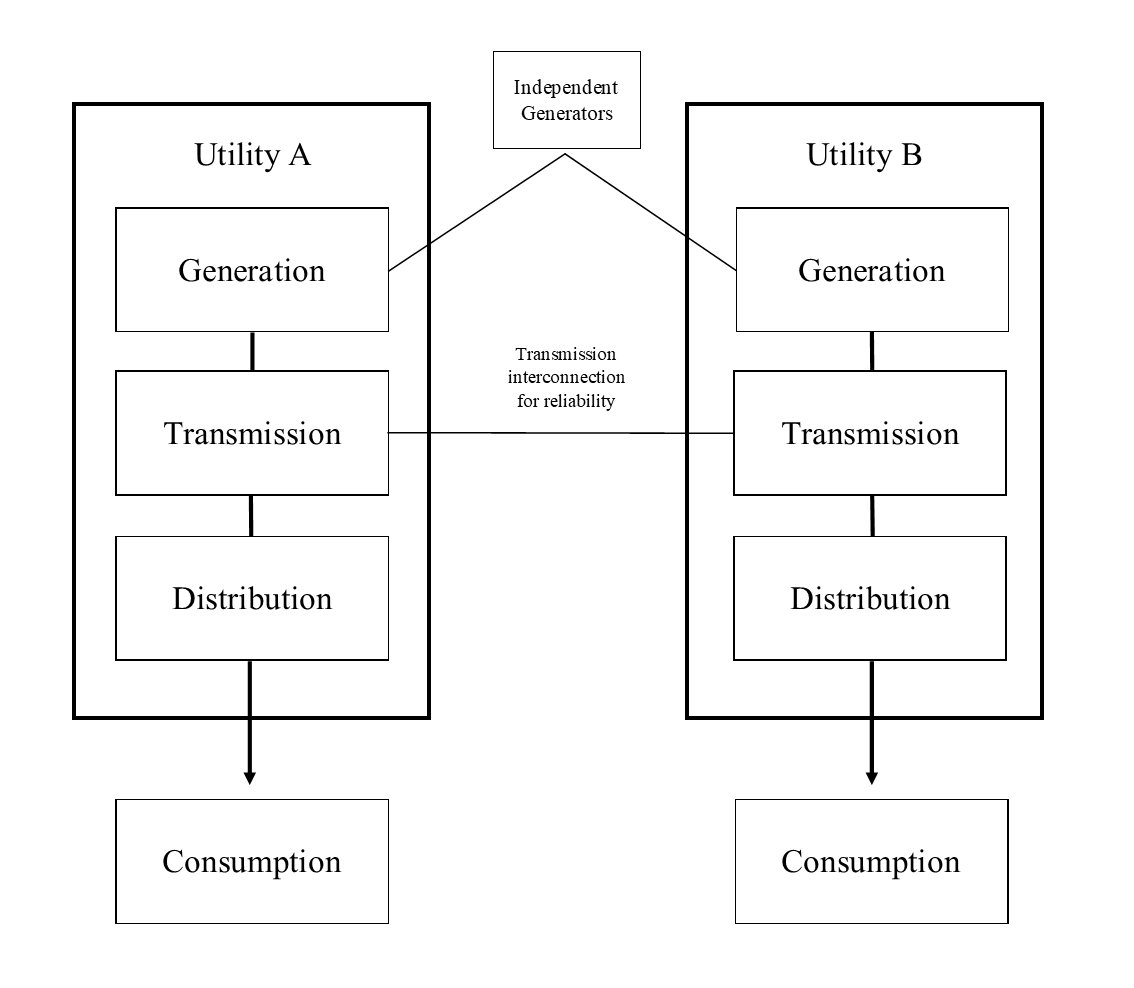 Independent
Generators
Utility A
Utility B
Generation
Generation
Transmission
interconnection
for reliability
Transmission
Transmission
Distribution
Distribution
Consumption
Consumption